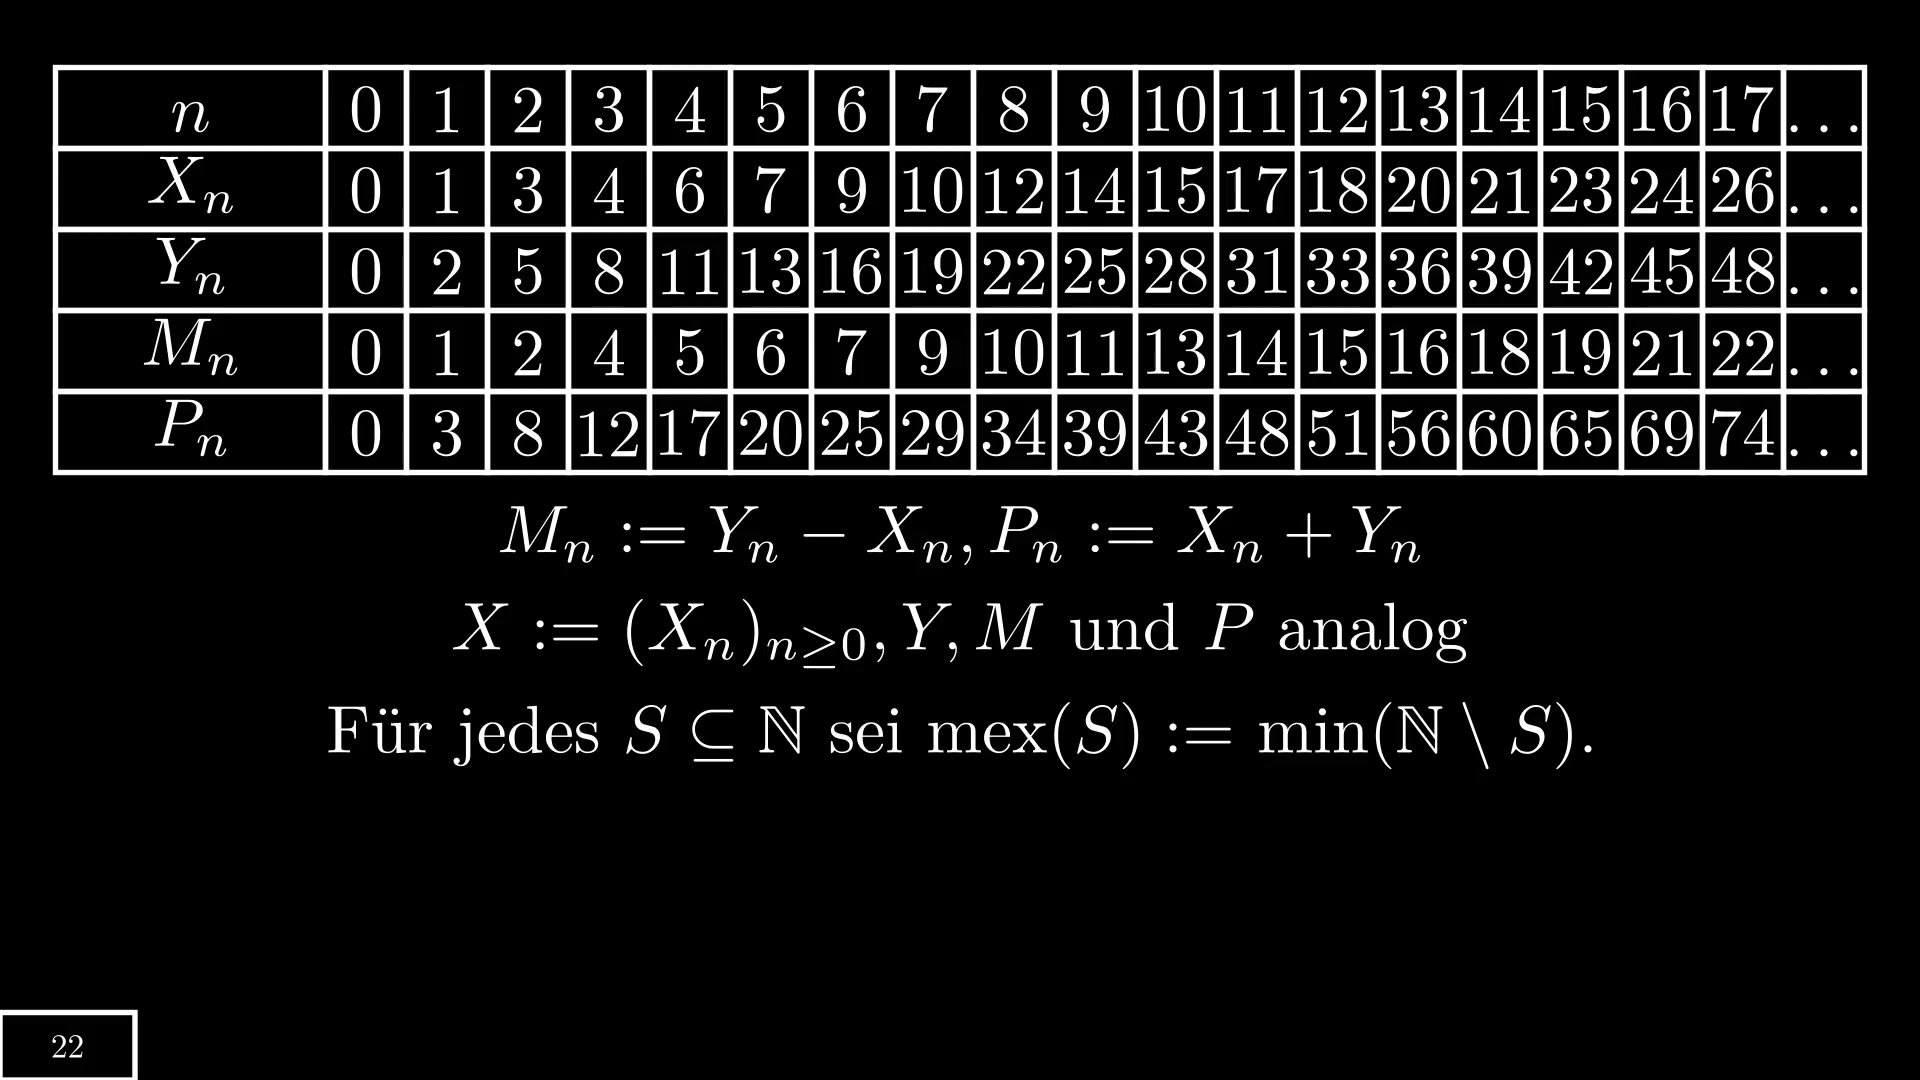 n 0 1 2 3 4 5 6 7 8 9 10 11 12 13 14 15 16 17 ...
Xₙ 0 1 3 4 6 7 9 10 12 14 15 17 18 20 21 23 24 26 ...
Yₙ 0 2 5 8 11 13 16 19 22 25 28 31 33 36 39 42 45 48 ...
Mₙ 0 1 2 4 5 6 7 9 10 11 13 14 15 16 18 19 21 22 ...
Pₙ 0 3 8 12 17 20 25 29 34 39 43 48 51 56 60 65 69 74 ...
Mₙ := Yₙ − Xₙ, Pₙ := Xₙ + Yₙ
X := (Xₙ)ₙ≥₀, Y, M und P analog
Für jedes S ⊆ ℕ sei mex(S) := min(ℕ \ S).
22